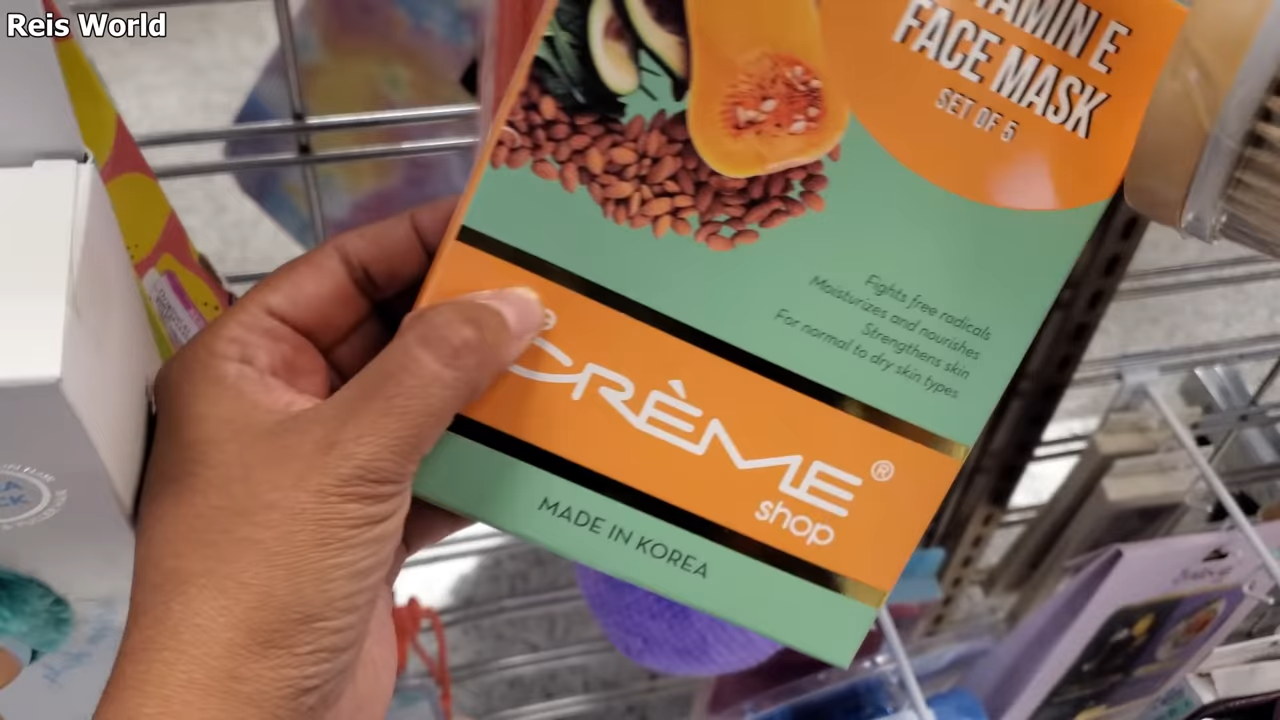 Reis World
VITAMIN E
FACE MASK
SET OF 5
Fights free radicals
Moisturizes and nourishes
Strengthens skin
For normal to dry skin types
CRÈME®
shop
MADE IN KOREA